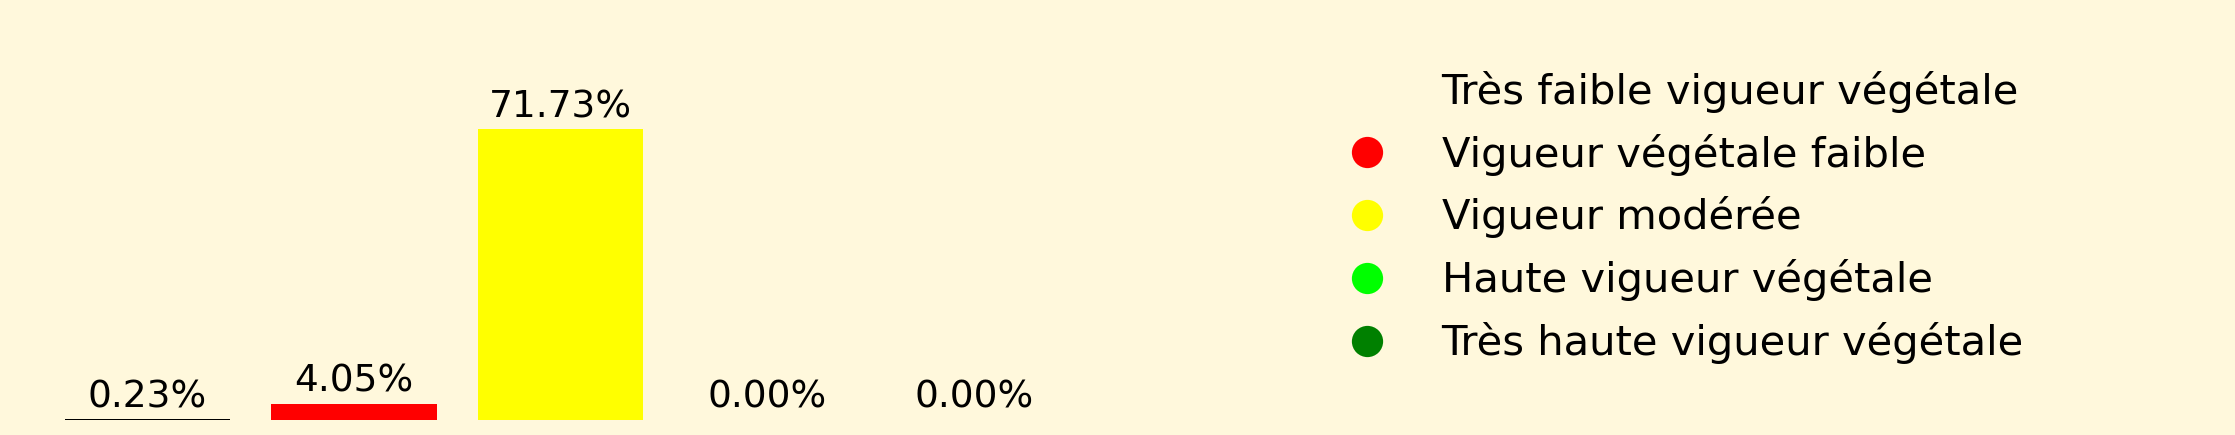 71.73%
4.05%
0.23%
0.00%
0.00%
Très faible vigueur végétale
Vigueur végétale faible
Vigueur modérée
Haute vigueur végétale
Très haute vigueur végétale